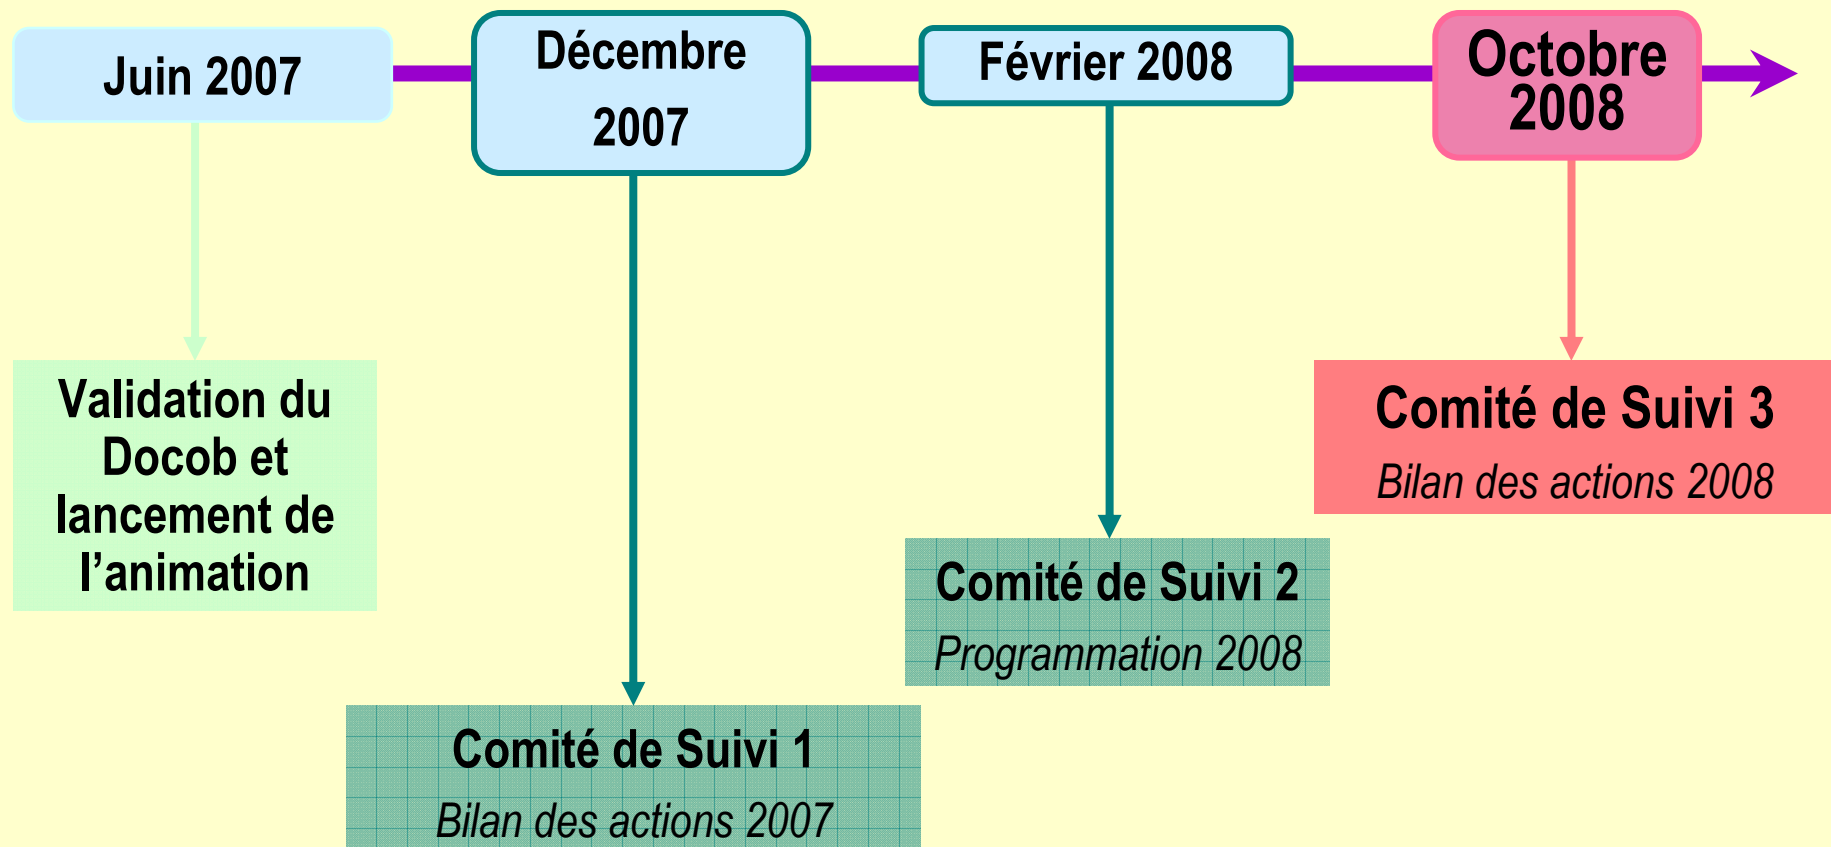 Juin 2007
Décembre
2007
Février 2008
Octobre
2008
Validation du
Docob et
lancement de
l’animation
Comité de Suivi 3
Bilan des actions 2008
Comité de Suivi 2
Programmation 2008
Comité de Suivi 1
Bilan des actions 2007